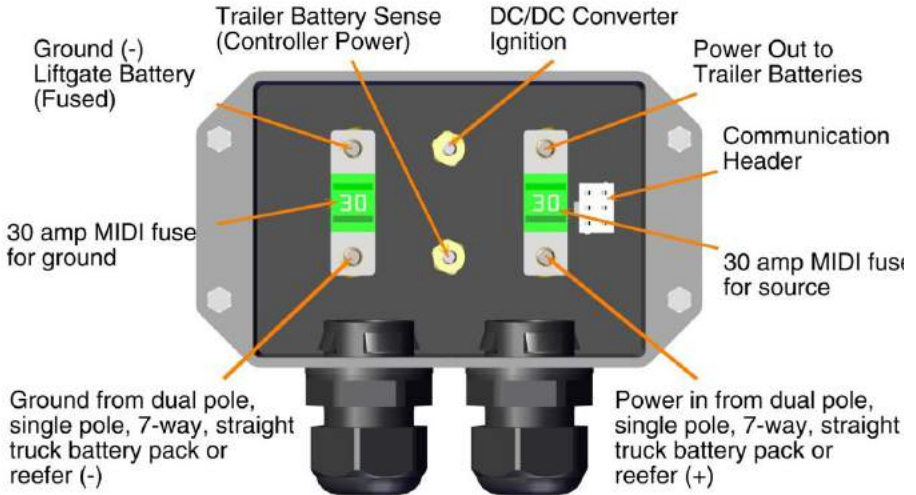 Trailer Battery Sense
(Controller Power)
DC/DC Converter
Ignition
Ground (-)
Liftgate Battery
(Fused)
Power Out to
Trailer Batteries
Communication
Header
30
30
30 amp MIDI fuse
for ground
30 amp MIDI fuse
for source
Ground from dual pole,
single pole, 7-way, straight
truck battery pack or
reefer (-)
Power in from dual pole,
single pole, 7-way, straight
truck battery pack or
reefer (+)